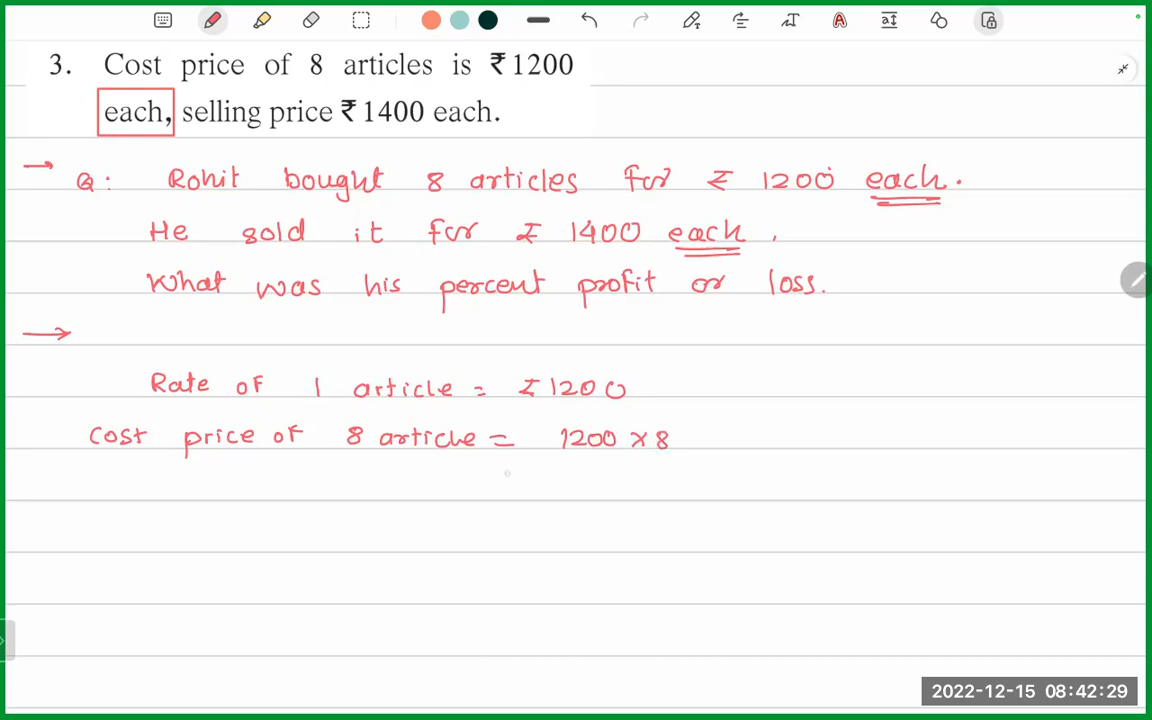 3. Cost price of 8 articles is ₹1200
each, selling price ₹1400 each.
→ Q: Rohit bought 8 articles for ₹ 1200 each.
He sold it for ₹ 1400 each.
What was his percent profit or loss.
→
Rate of 1 article = ₹1200
Cost price of 8 article = 1200 × 8
2022-12-15 08:42:29